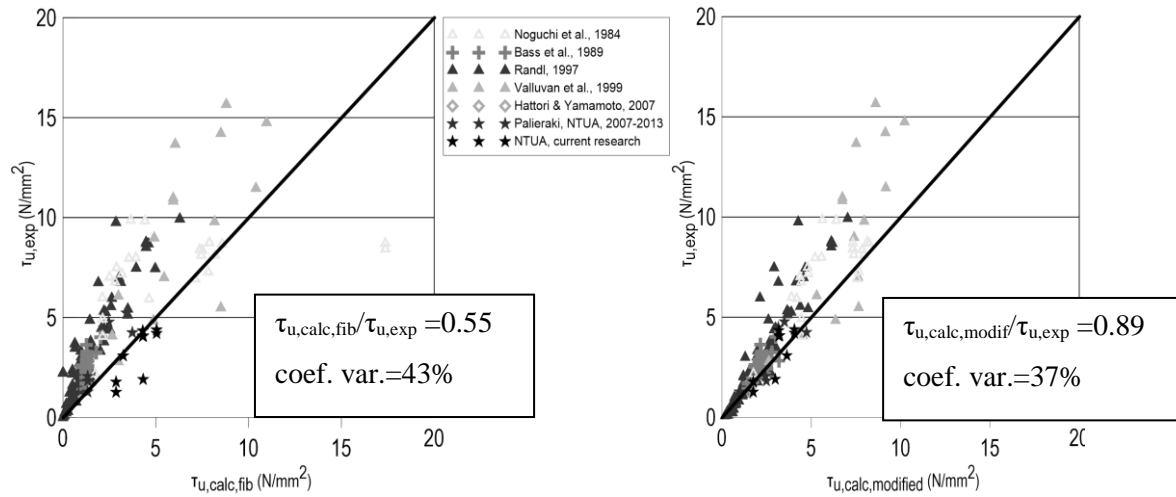 20
15
10
5
0
τu,exp (N/mm²)
0 5 10 15 20
τu,calc,fib (N/mm²)
τu,calc,fib/τu,exp =0.55
coef. var.=43%
Noguchi et al., 1984
Bass et al., 1989
Randl, 1997
Valluvan et al., 1999
Hattori & Yamamoto, 2007
Palieraki, NTUA, 2007-2013
NTUA, current research
20
15
10
5
0
τu,exp (N/mm²)
0 5 10 15 20
τu,calc,modified (N/mm²)
τu,calc,modif/τu,exp =0.89
coef. var.=37%